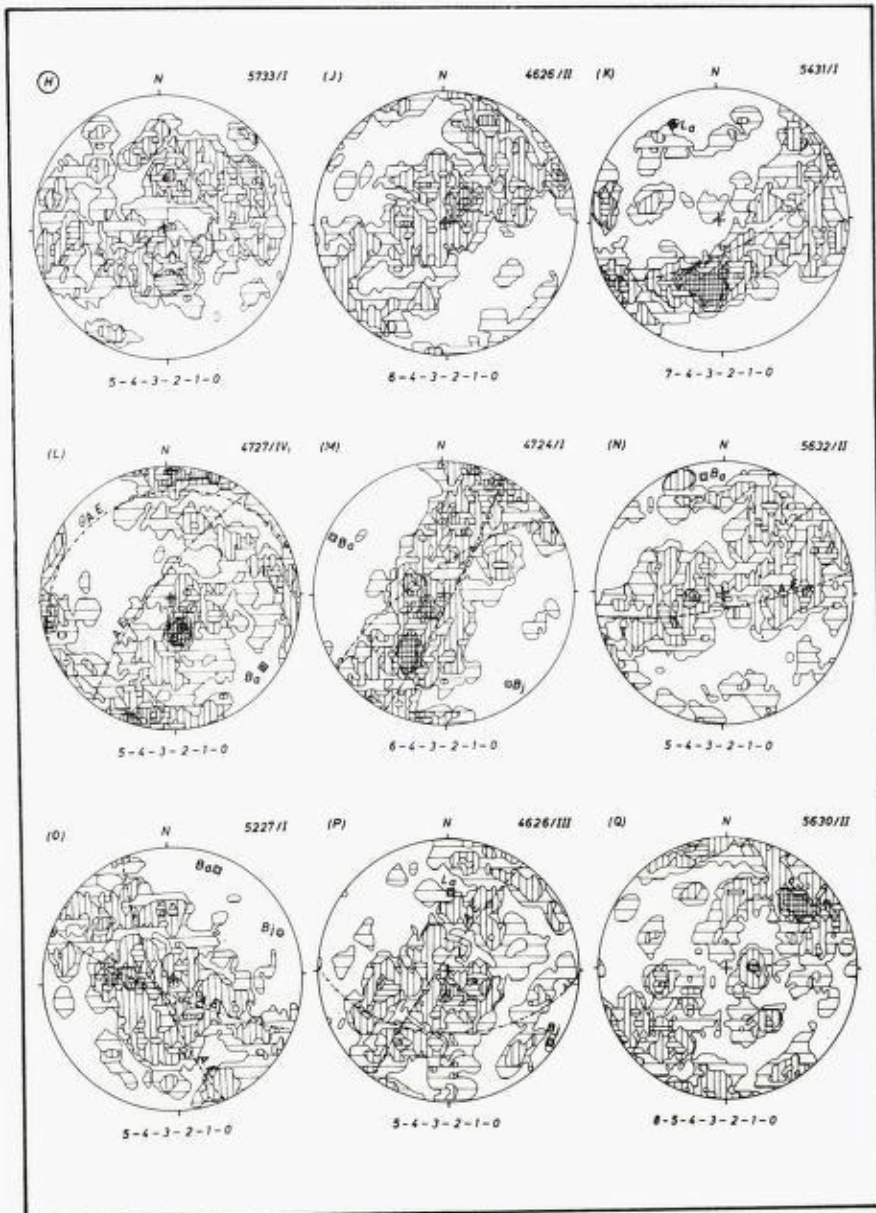 H N 5733/I (J) 4626/II (K) N 5431/I
La
5-4-3-2-1-0 6-4-3-2-1-0 7-4-3-2-1-0
(L) N 4727/IV₁ (M) N 4724/I (N) N 5632/II
A.E. Ba Ba
Ba Bj
5-4-3-2-1-0 6-4-3-2-1-0 5-4-3-2-1-0
(O) N 5227/I (P) N 4626/III (Q) N 5630/II
Ba La
Bj
5-4-3-2-1-0 5-4-3-2-1-0 8-5-4-3-2-1-0